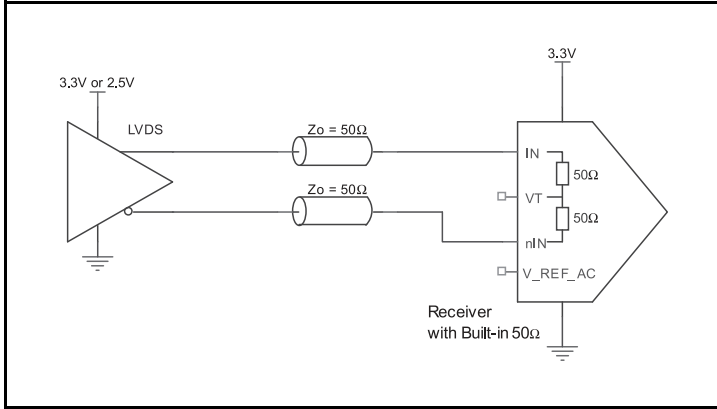 3.3V
3.3V or 2.5V
LVDS
Zo = 50Ω
IN
50Ω
Zo = 50Ω
VT
50Ω
nIN
V_REF_AC
Receiver
with Built-in 50Ω